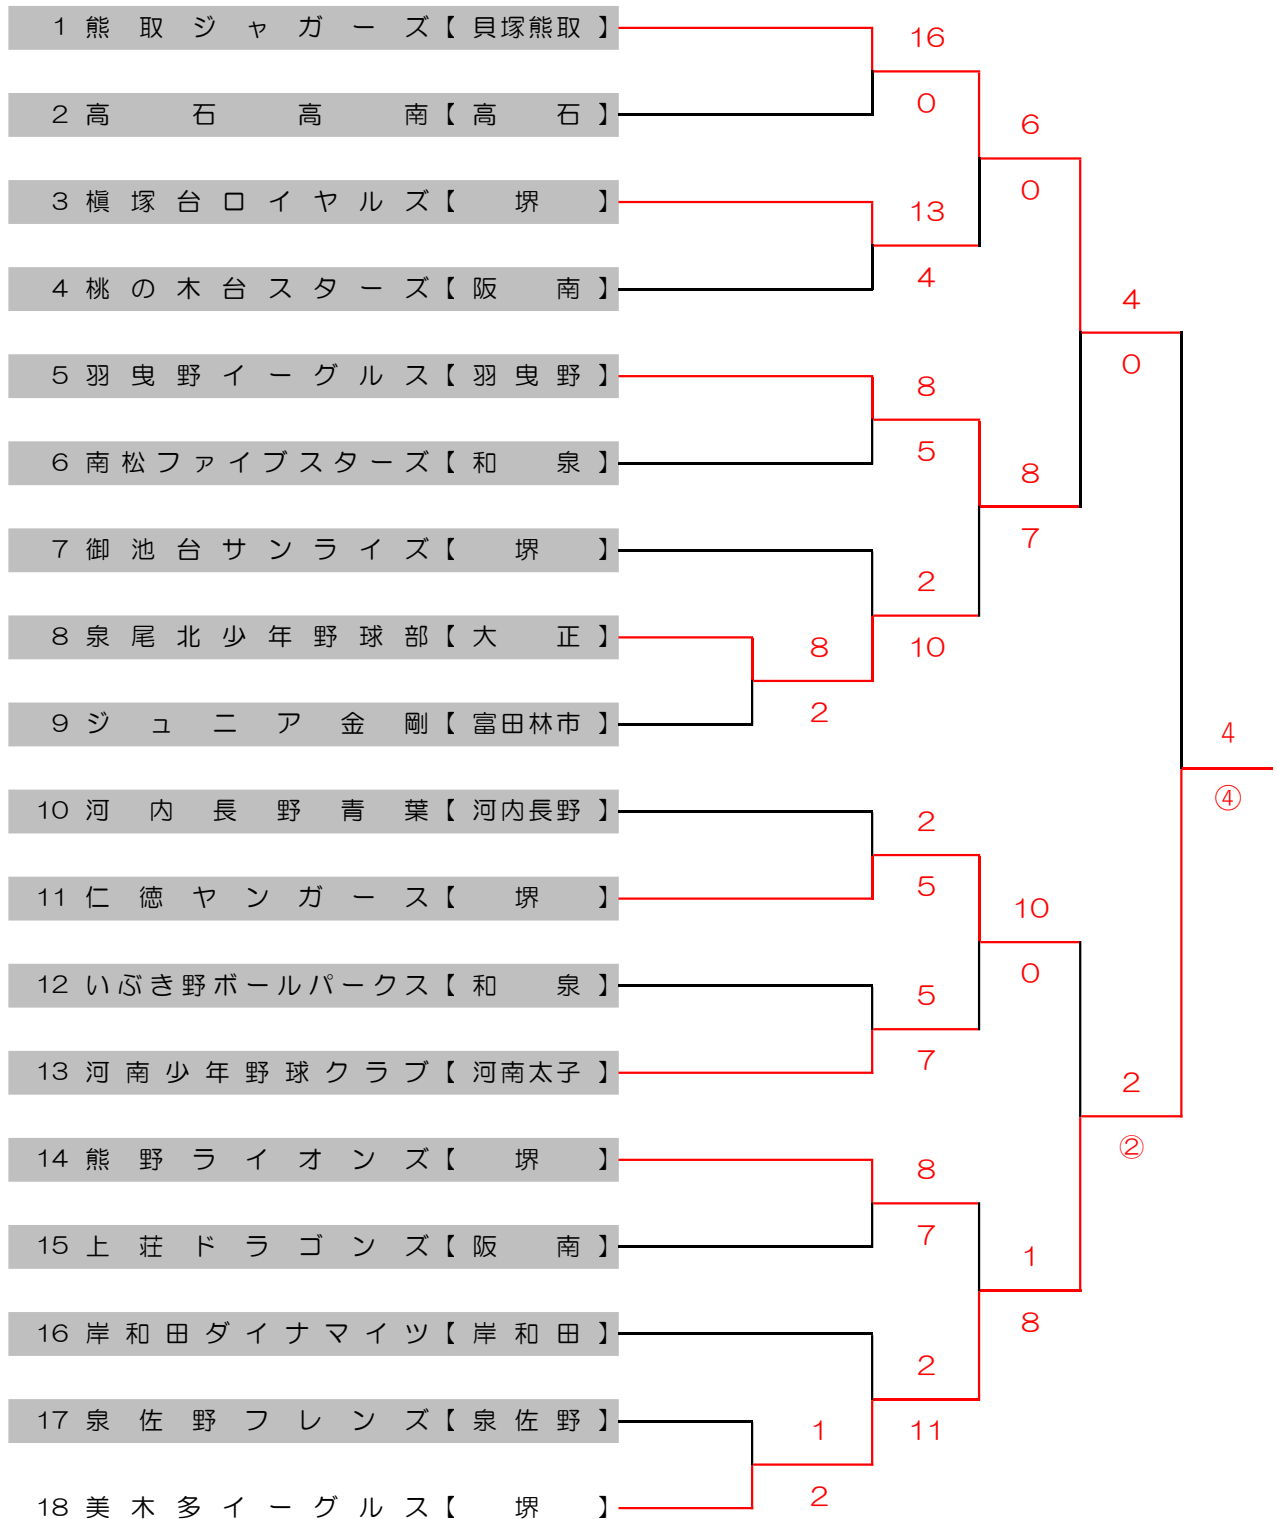 1 熊取ジャガーズ【貝塚熊取】
16
2 高石高南【高石】
0
6
3 槇塚台ロイヤルズ【堺】
0
13
4 桃の木台スターズ【阪南】
4
4
5 羽曳野イーグルス【羽曳野】
0
8
6 南松ファイブスターズ【和泉】
5
8
7 御池台サンライズ【堺】
7
2
8 泉尾北少年野球部【大正】
8
10
9 ジュニア金剛【富田林市】
2
4
④
10 河内長野青葉【河内長野】
2
11 仁徳ヤンガース【堺】
5
10
12 いぶき野ボールパークス【和泉】
0
5
13 河南少年野球クラブ【河南太子】
7
2
14 熊野ライオンズ【堺】
②
8
15 上荘ドラゴンズ【阪南】
7
1
16 岸和田ダイナマイツ【岸和田】
8
2
17 泉佐野フレンズ【泉佐野】
1
11
18 美木多イーグルス【堺】
2